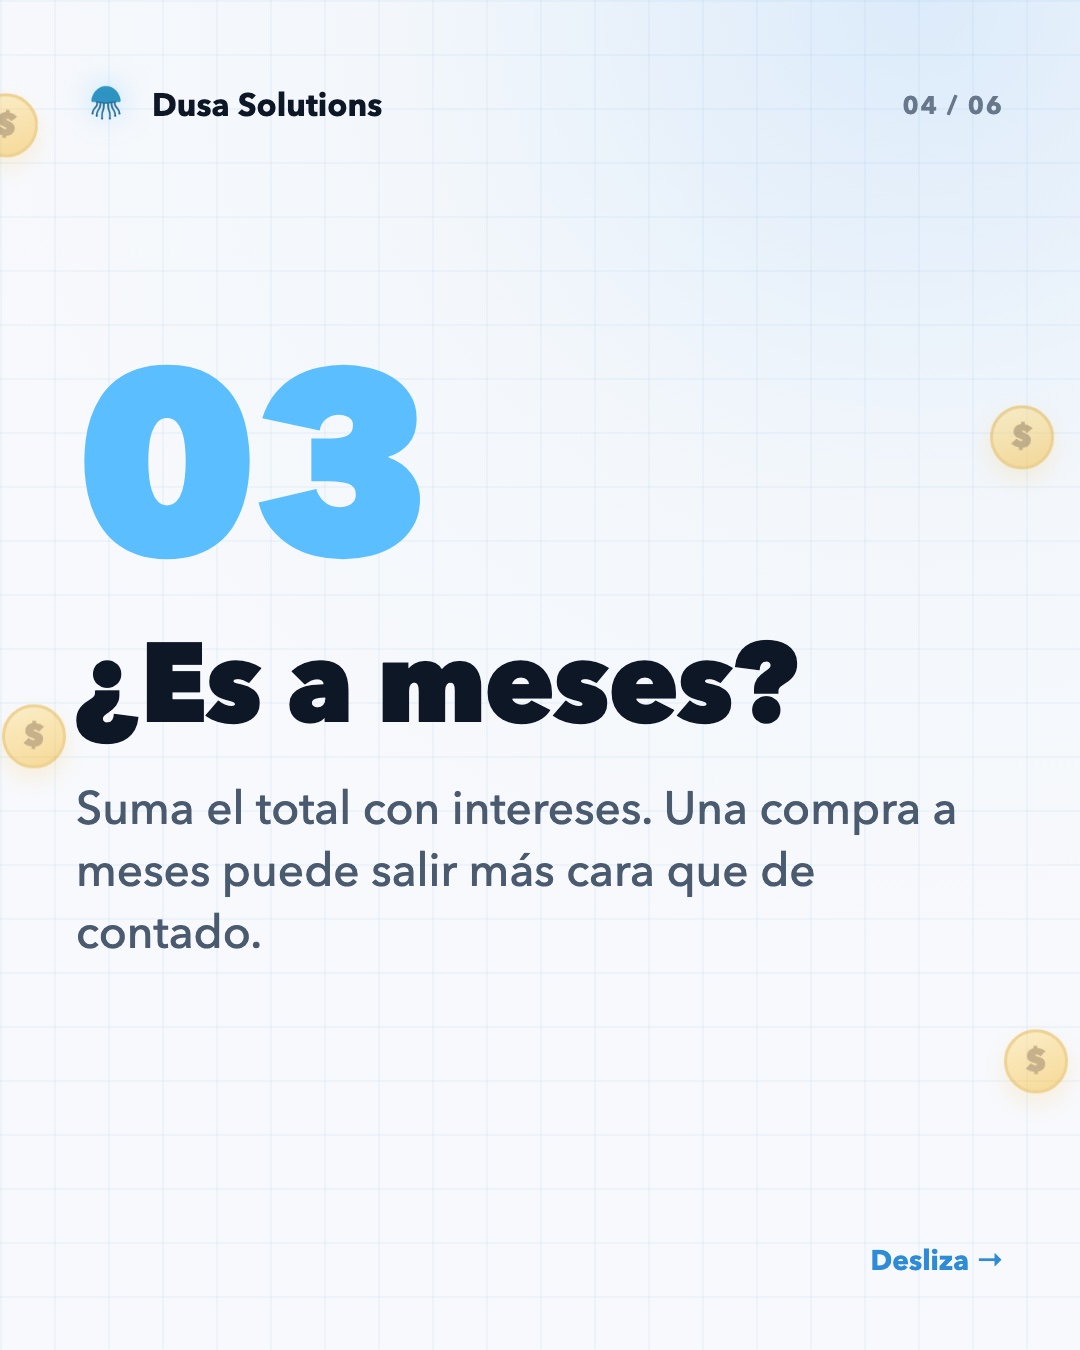 Dusa Solutions
04 / 06
$
03
$
¿Es a meses?
$
Suma el total con intereses. Una compra a
meses puede salir más cara que de
contado.
$
Desliza →